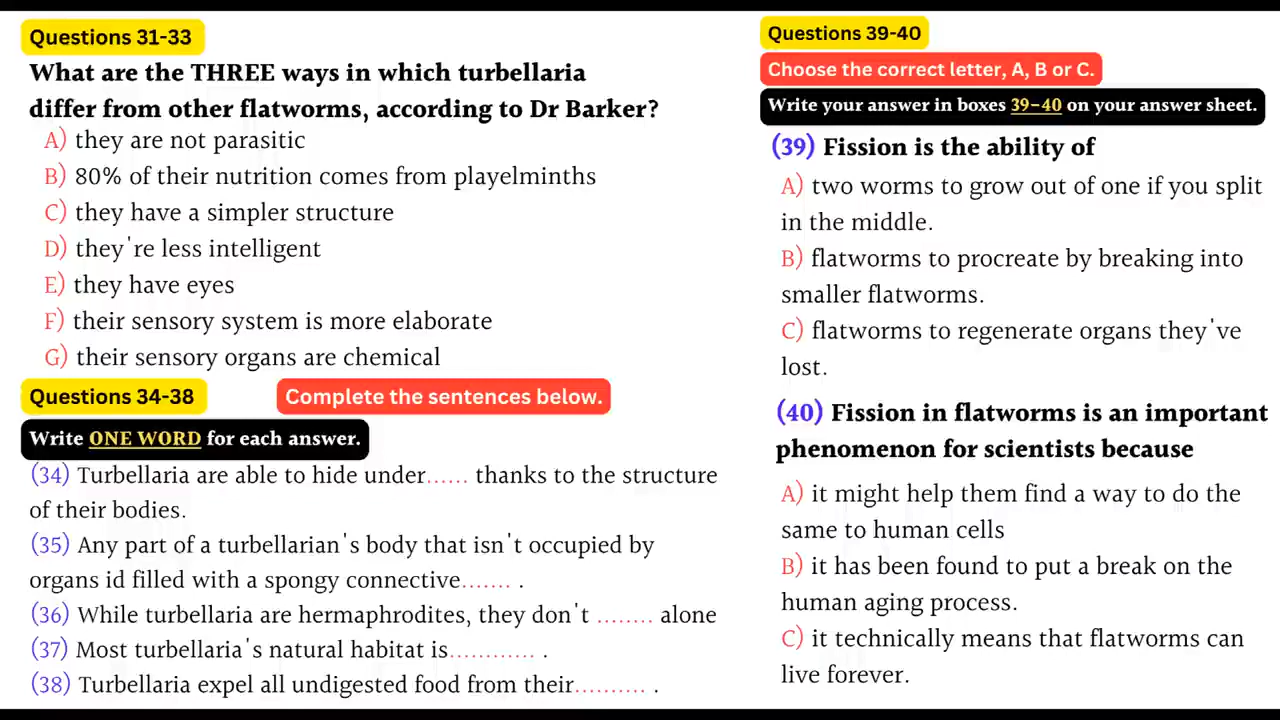 Questions 31-33
What are the THREE ways in which turbellaria
differ from other flatworms, according to Dr Barker?
A) they are not parasitic
B) 80% of their nutrition comes from playelminths
C) they have a simpler structure
D) they're less intelligent
E) they have eyes
F) their sensory system is more elaborate
G) their sensory organs are chemical
Questions 34-38
Complete the sentences below.
Write ONE WORD for each answer.
(34) Turbellaria are able to hide under...... thanks to the structure
of their bodies.
(35) Any part of a turbellarian's body that isn't occupied by
organs id filled with a spongy connective....... .
(36) While turbellaria are hermaphrodites, they don't ........ alone
(37) Most turbellaria's natural habitat is............ .
(38) Turbellaria expel all undigested food from their.......... .
Questions 39-40
Choose the correct letter, A, B or C.
Write your answer in boxes 39–40 on your answer sheet.
(39) Fission is the ability of
A) two worms to grow out of one if you split
in the middle.
B) flatworms to procreate by breaking into
smaller flatworms.
C) flatworms to regenerate organs they've
lost.
(40) Fission in flatworms is an important
phenomenon for scientists because
A) it might help them find a way to do the
same to human cells
B) it has been found to put a break on the
human aging process.
C) it technically means that flatworms can
live forever.